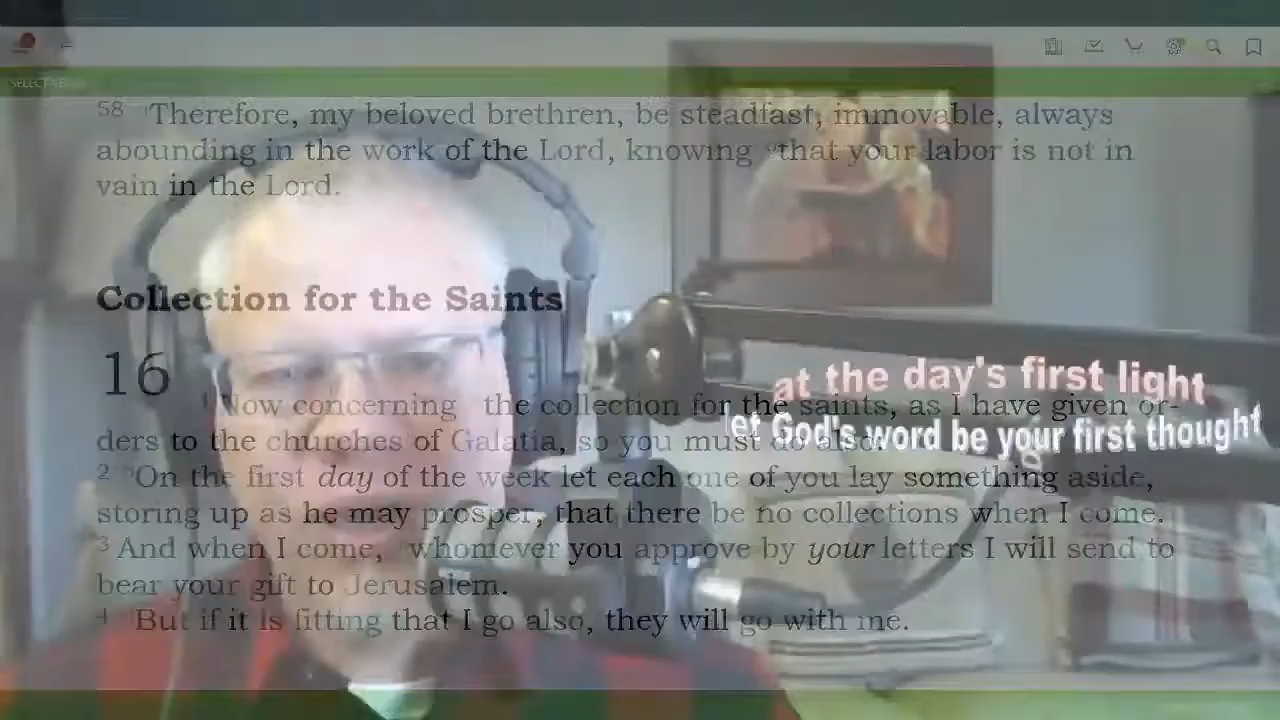 58 Therefore, my beloved brethren, be steadfast, immovable, always
abounding in the work of the Lord, knowing that your labor is not in
vain in the Lord.
Collection for the Saints
16
1 Now concerning the collection for the saints, as I have given or-
ders to the churches of Galatia, so you must do also:
2 On the first day of the week let each one of you lay something aside,
storing up as he may prosper, that there be no collections when I come.
3 And when I come, whomever you approve by your letters I will send to
bear your gift to Jerusalem.
4 But if it is fitting that I go also, they will go with me.
at the day's first light
let God's word be your first thought